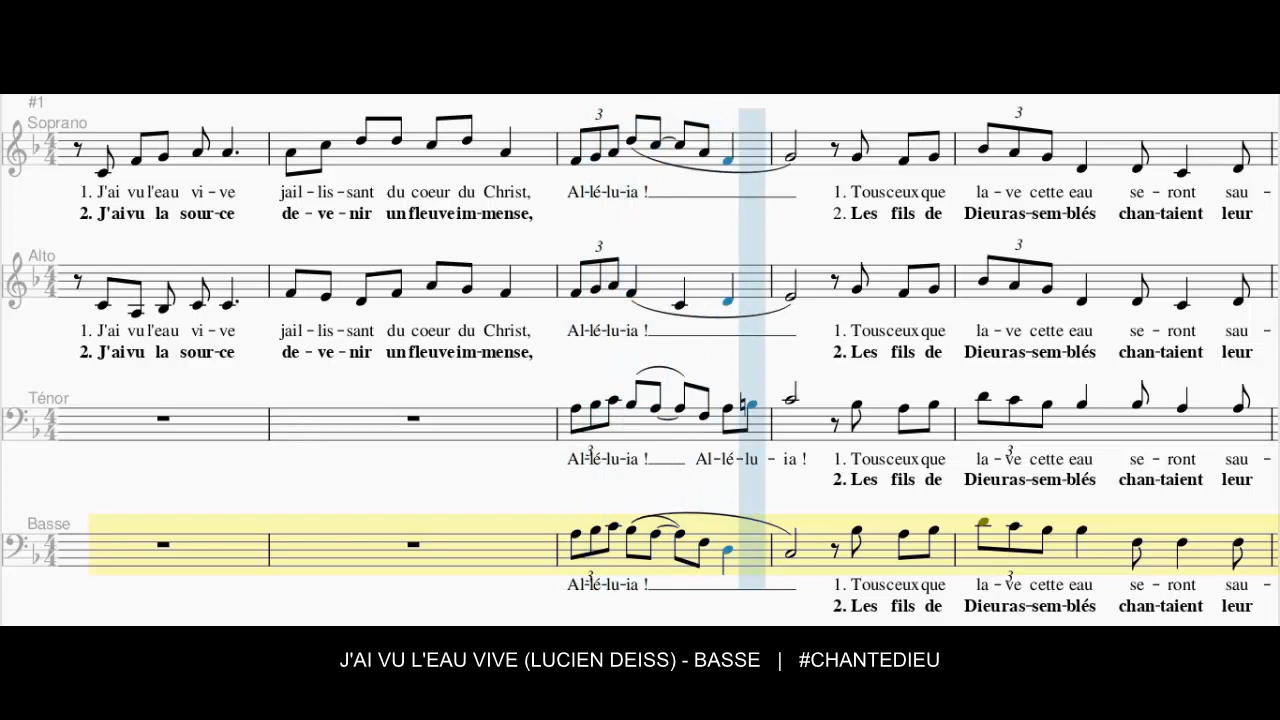 #1
Soprano
3
3
1. J'ai vu l'eau vi – ve jail – lis – sant du coeur du Christ, Al – lé – lu – ia ! 1. Tous ceux que la – ve cette eau se – ront sau –
2. J'ai vu la sour – ce de – ve – nir un fleuve im – mense, 2. Les fils de Dieu ras – sem – blés chan – taient leur
Alto
3
3
1. J'ai vu l'eau vi – ve jail – lis – sant du coeur du Christ, Al – lé – lu – ia ! 1. Tous ceux que la – ve cette eau se – ront sau –
2. J'ai vu la sour – ce de – ve – nir un fleuve im – mense, 2. Les fils de Dieu ras – sem – blés chan – taient leur
Ténor
3
3
Al – lé – lu – ia ! Al – lé – lu – ia ! 1. Tous ceux que la – ve cette eau se – ront sau –
2. Les fils de Dieu ras – sem – blés chan – taient leur
Basse
3
3
Al – lé – lu – ia ! 1. Tous ceux que la – ve cette eau se – ront sau –
2. Les fils de Dieu ras – sem – blés chan – taient leur
J'AI VU L'EAU VIVE (LUCIEN DEISS) - BASSE | #CHANTEDIEU